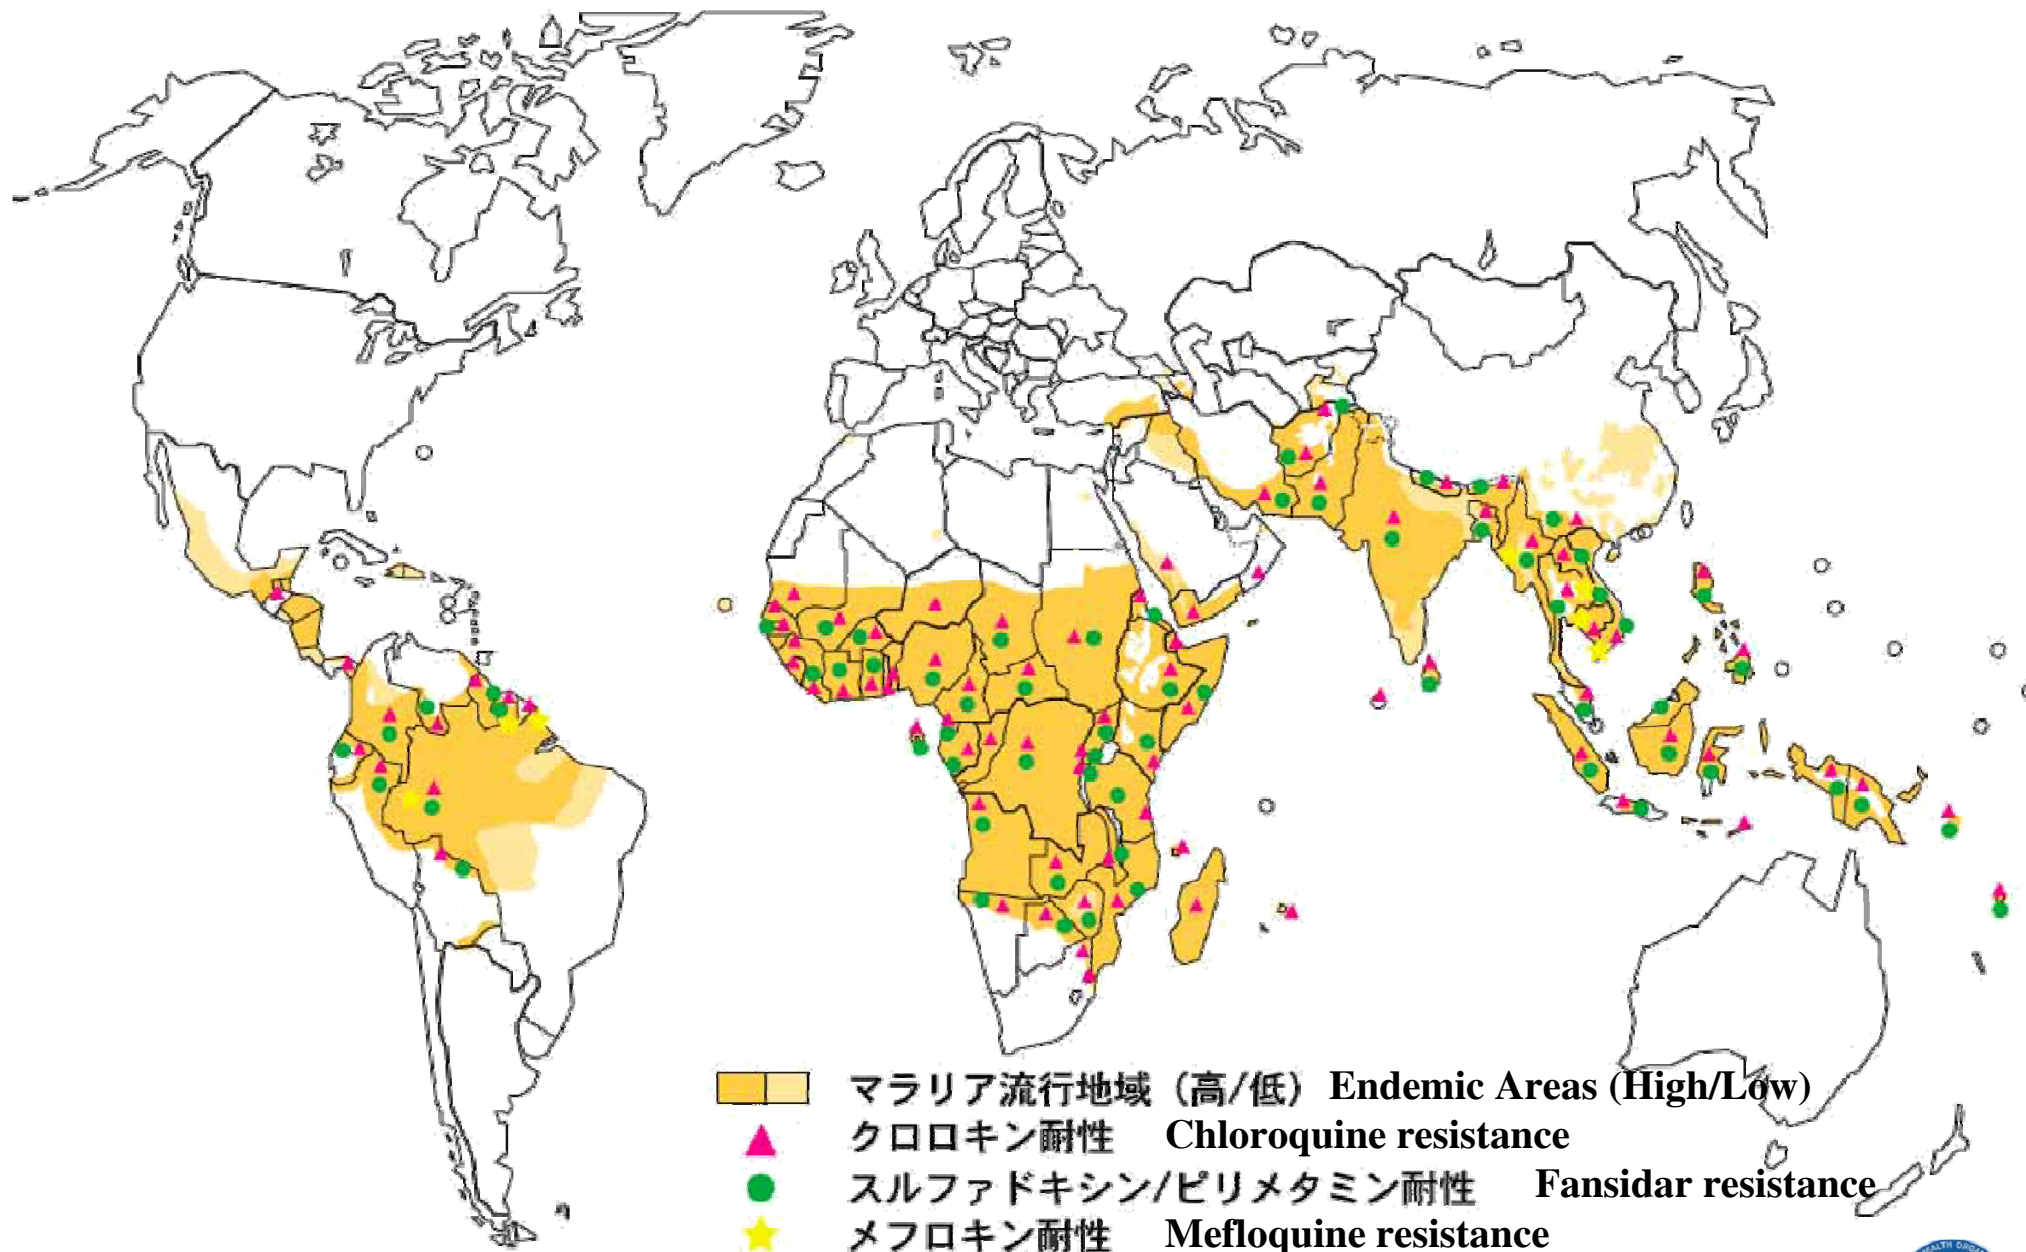 マラリア流行地域 (高/低) Endemic Areas (High/Low)
クロロキン耐性 Chloroquine resistance
スルファドキシン/ピリメタミン耐性 Fansidar resistance
メフロキン耐性 Mefloquine resistance